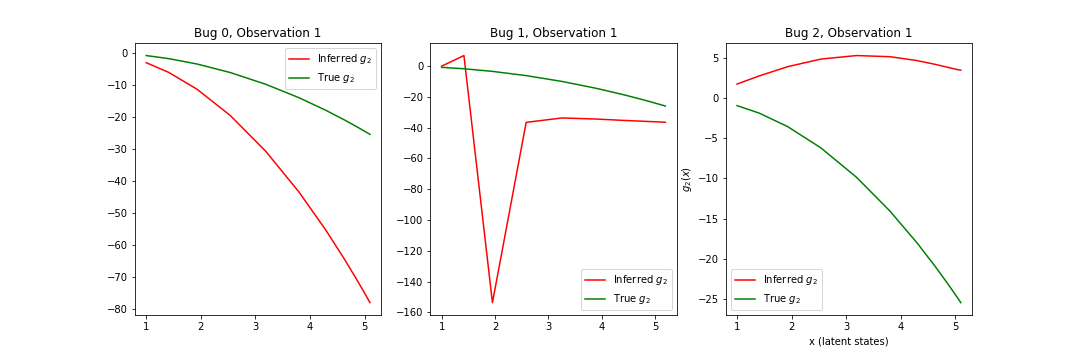 Bug 0, Observation 1
0
−10
−20
−30
−40
−50
−60
−70
−80
1 2 3 4 5
Inferred g₂
True g₂
Bug 1, Observation 1
0
−20
−40
−60
−80
−100
−120
−140
−160
1 2 3 4 5
Inferred g₂
True g₂
Bug 2, Observation 1
g₂(x)
5
0
−5
−10
−15
−20
−25
1 2 3 4 5
Inferred g₂
True g₂
x (latent states)